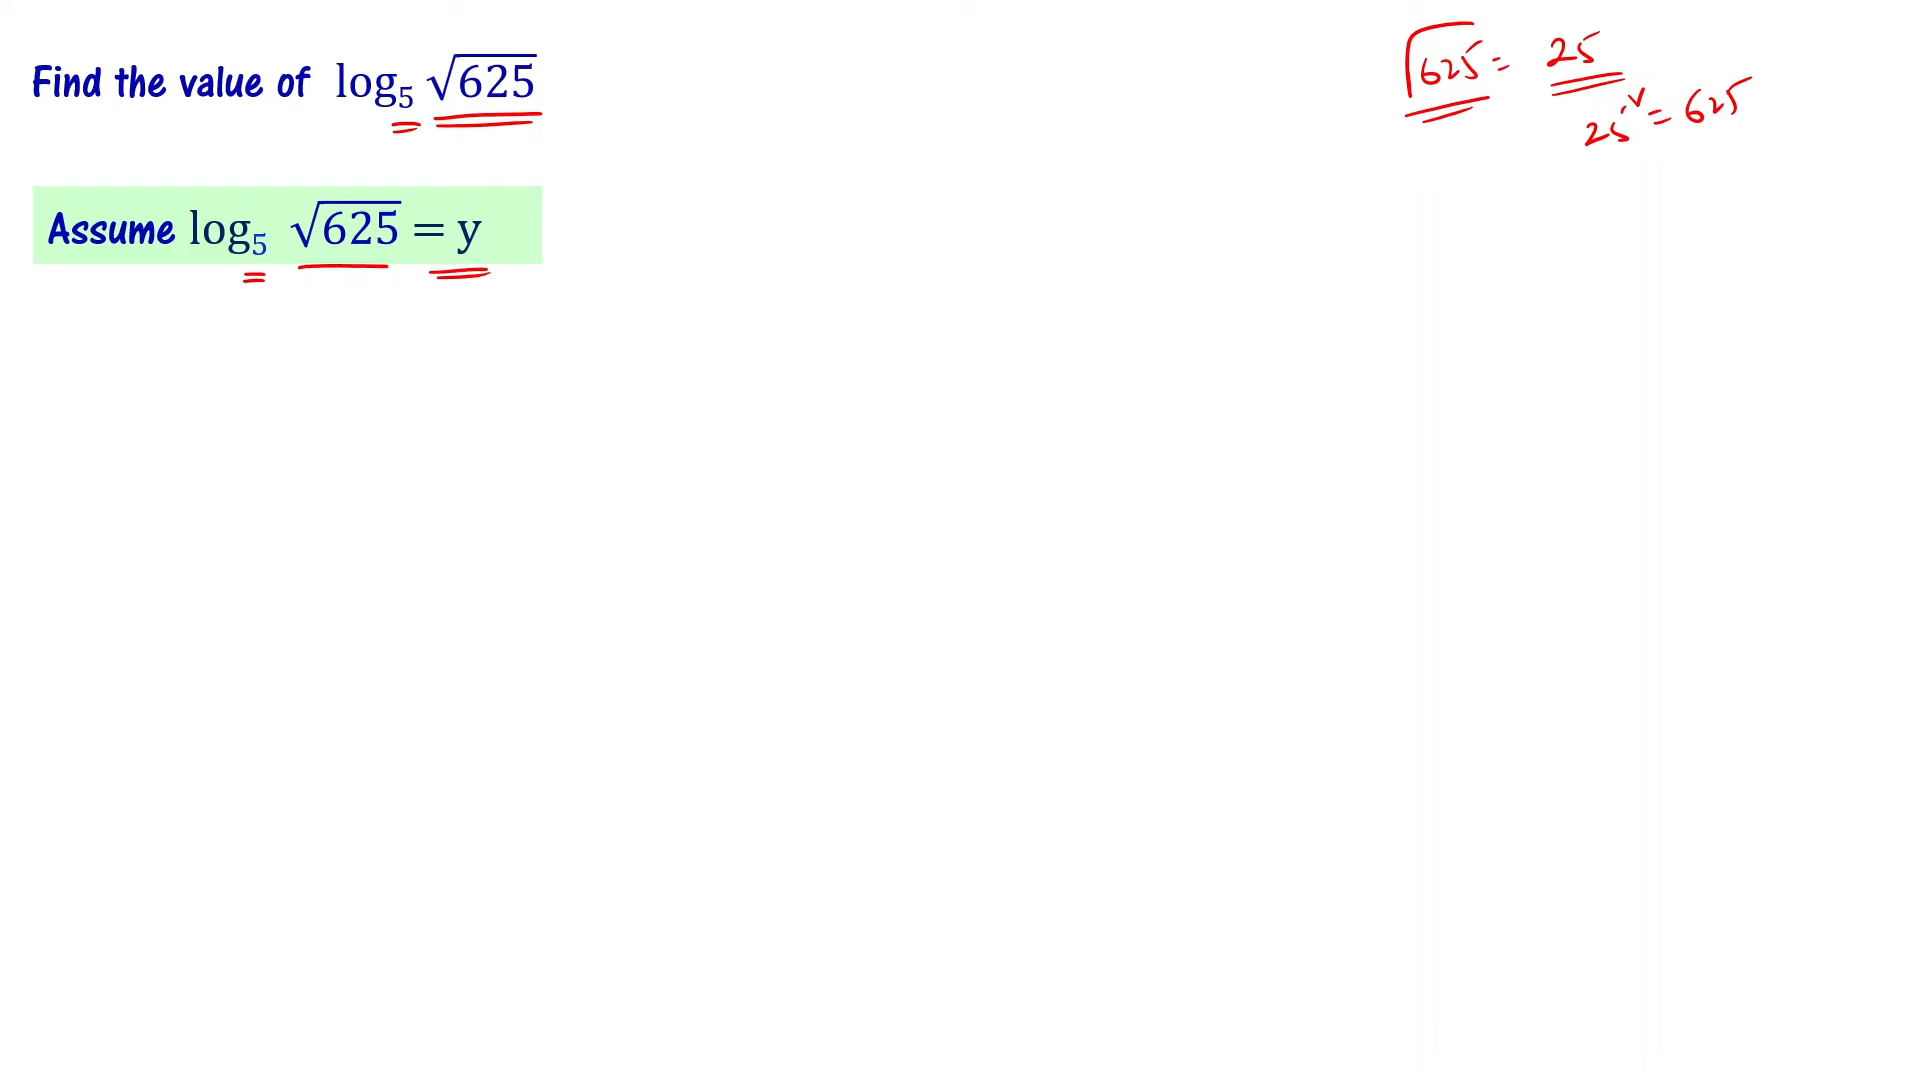 Find the value of log₅ √625
√625 = 25
25² = 625
Assume log₅ √625 = y